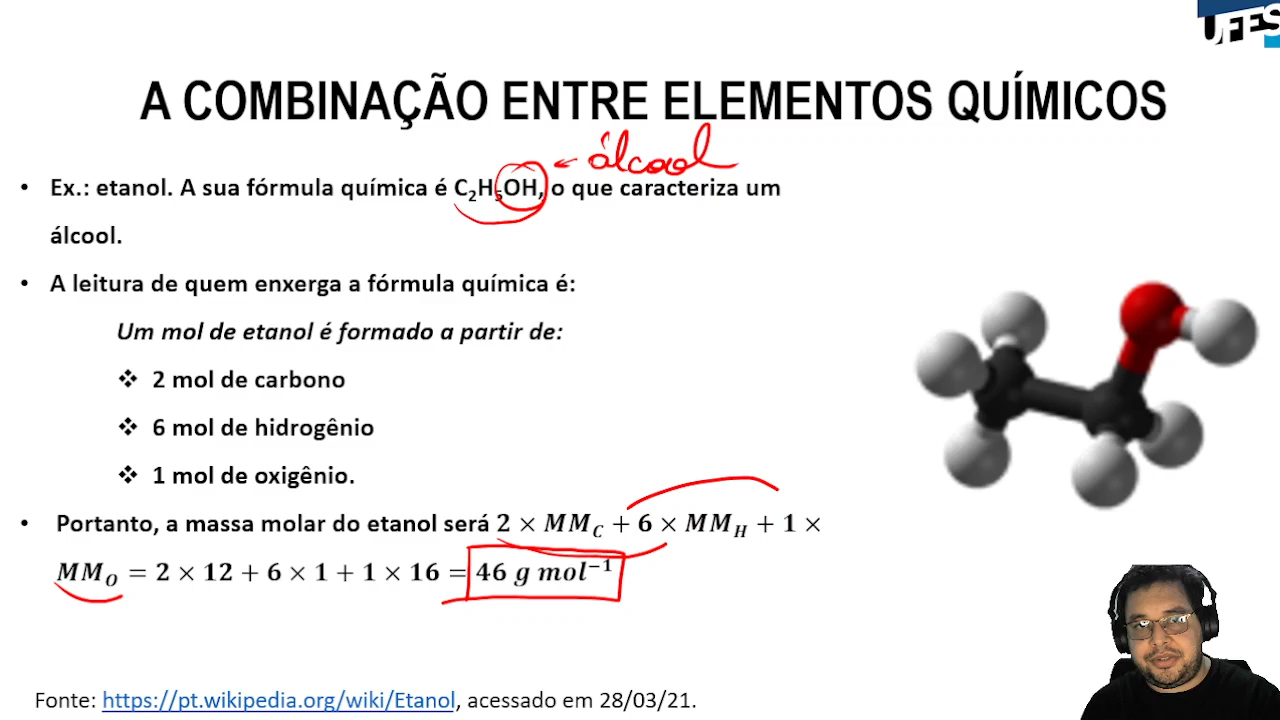 UFES
A COMBINAÇÃO ENTRE ELEMENTOS QUÍMICOS
← álcool
• Ex.: etanol. A sua fórmula química é C₂H₅OH, o que caracteriza um
álcool.
• A leitura de quem enxerga a fórmula química é:
Um mol de etanol é formado a partir de:
❖ 2 mol de carbono
❖ 6 mol de hidrogênio
❖ 1 mol de oxigênio.
• Portanto, a massa molar do etanol será 2 × MM_C + 6 × MM_H + 1 ×
MM_O = 2 × 12 + 6 × 1 + 1 × 16 = 46 g mol⁻¹
Fonte: https://pt.wikipedia.org/wiki/Etanol, acessado em 28/03/21.